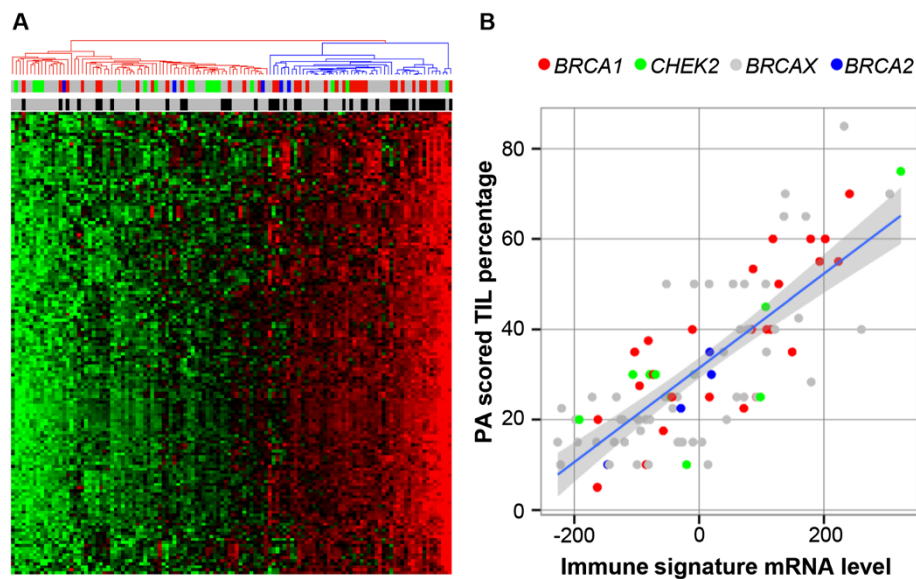 A
B
BRCA1 CHEK2 BRCAX BRCA2
PA scored TIL percentage
80
60
40
20
0
-200 0 200
Immune signature mRNA level